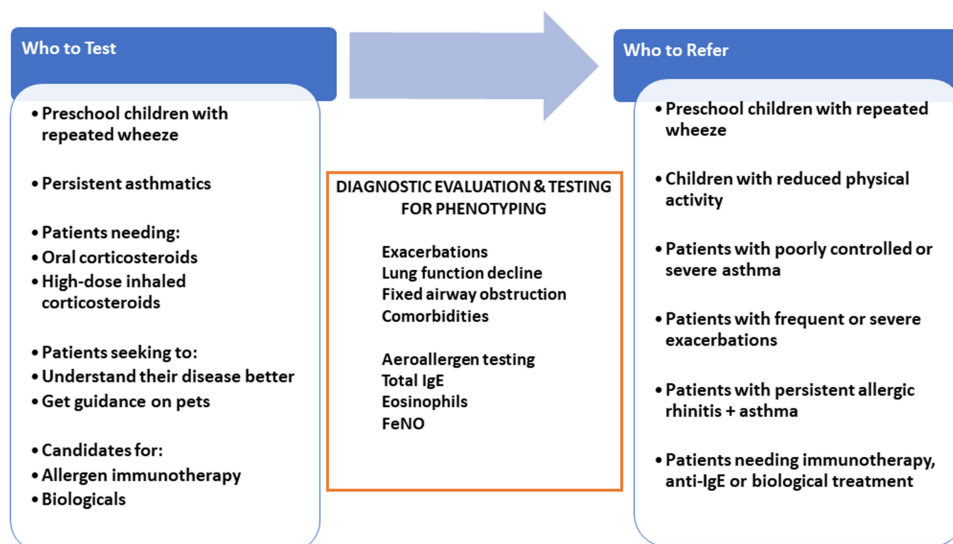 Who to Test
• Preschool children with
repeated wheeze
• Persistent asthmatics
• Patients needing:
• Oral corticosteroids
• High-dose inhaled
corticosteroids
• Patients seeking to:
• Understand their disease better
• Get guidance on pets
• Candidates for:
• Allergen immunotherapy
• Biologicals
DIAGNOSTIC EVALUATION & TESTING
FOR PHENOTYPING
Exacerbations
Lung function decline
Fixed airway obstruction
Comorbidities
Aeroallergen testing
Total IgE
Eosinophils
FeNO
Who to Refer
• Preschool children with repeated
wheeze
• Children with reduced physical
activity
• Patients with poorly controlled or
severe asthma
• Patients with frequent or severe
exacerbations
• Patients with persistent allergic
rhinitis + asthma
• Patients needing immunotherapy,
anti-IgE or biological treatment